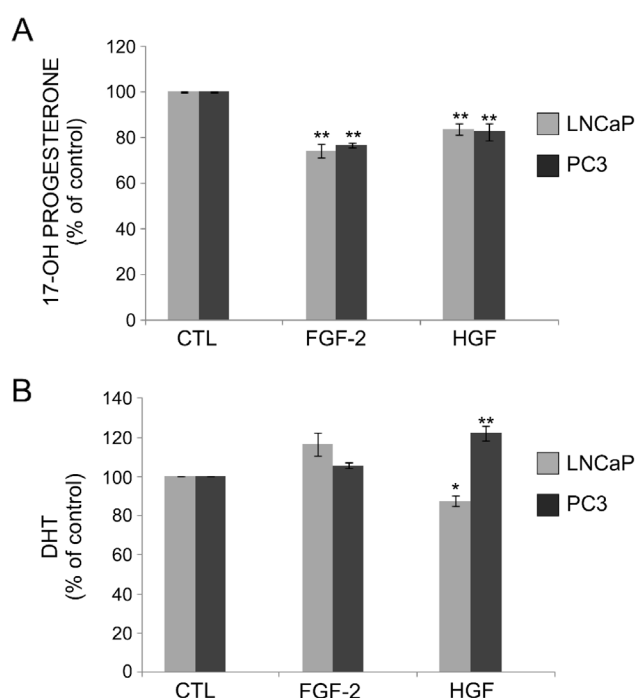 A
17-OH PROGESTERONE
(% of control)
120
100
80
60
40
20
0
** **
** **
CTL
FGF-2
HGF
LNCaP
PC3
B
DHT
(% of control)
140
120
100
80
60
40
20
0
*
**
CTL
FGF-2
HGF
LNCaP
PC3